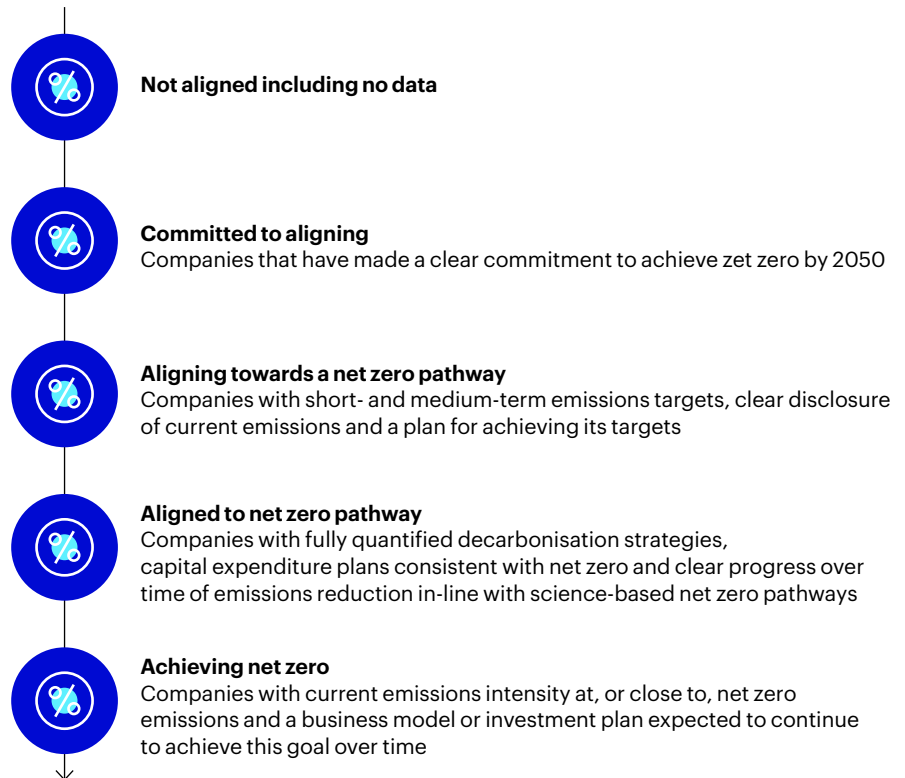 Not aligned including no data
Committed to aligning
Companies that have made a clear commitment to achieve zet zero by 2050
Aligning towards a net zero pathway
Companies with short- and medium-term emissions targets, clear disclosure
of current emissions and a plan for achieving its targets
Aligned to net zero pathway
Companies with fully quantified decarbonisation strategies,
capital expenditure plans consistent with net zero and clear progress over
time of emissions reduction in-line with science-based net zero pathways
Achieving net zero
Companies with current emissions intensity at, or close to, net zero
emissions and a business model or investment plan expected to continue
to achieve this goal over time